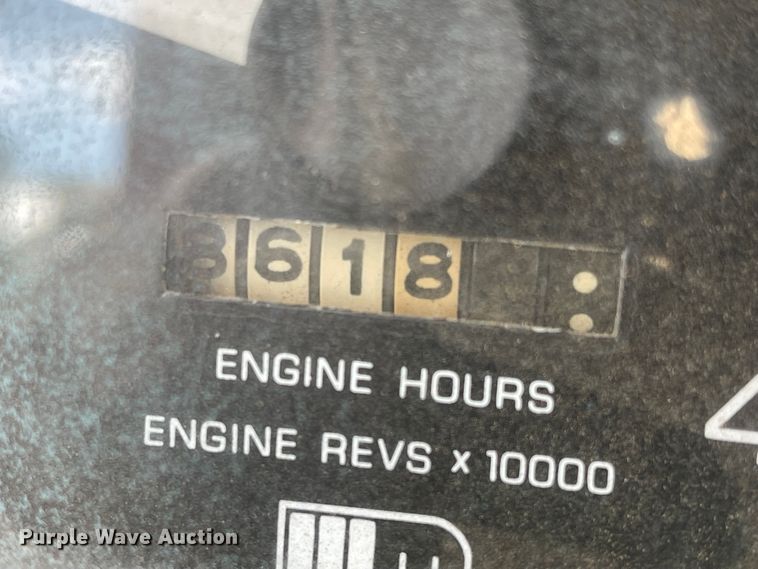 8618
ENGINE HOURS
ENGINE REVS x 10000
Purple Wave Auction